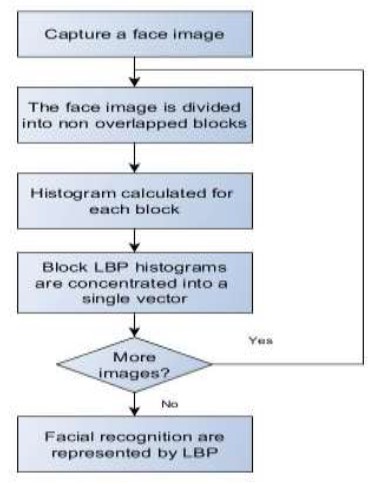 Capture a face image
The face image is divided
into non overlapped blocks
Histogram calculated for
each block
Block LBP histograms
are concentrated into a
single vector
More
images?
Yes
No
Facial recognition are
represented by LBP